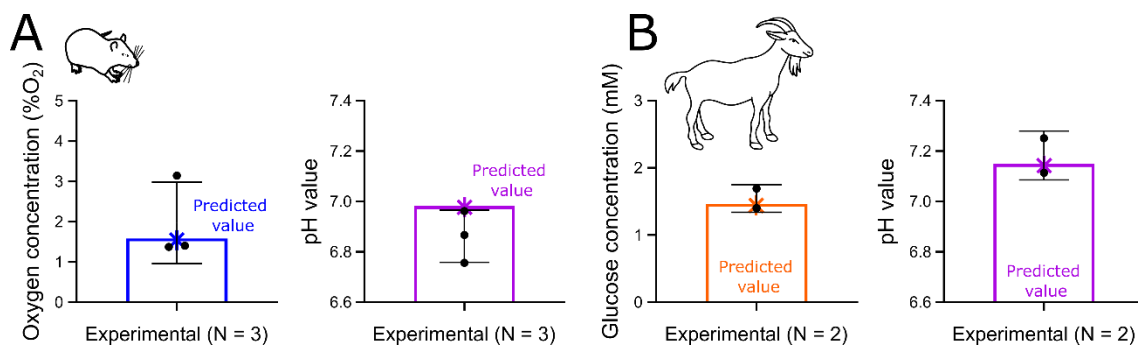 A
Oxygen concentration (%O₂)
5
4
3
2
1
0
Predicted
value
Experimental (N = 3)
pH value
7.4
7.2
7.0
6.8
6.6
Predicted
value
Experimental (N = 3)
B
Glucose concentration (mM)
3
2
1
0
Predicted
value
Experimental (N = 2)
pH value
7.4
7.2
7.0
6.8
6.6
Predicted
value
Experimental (N = 2)